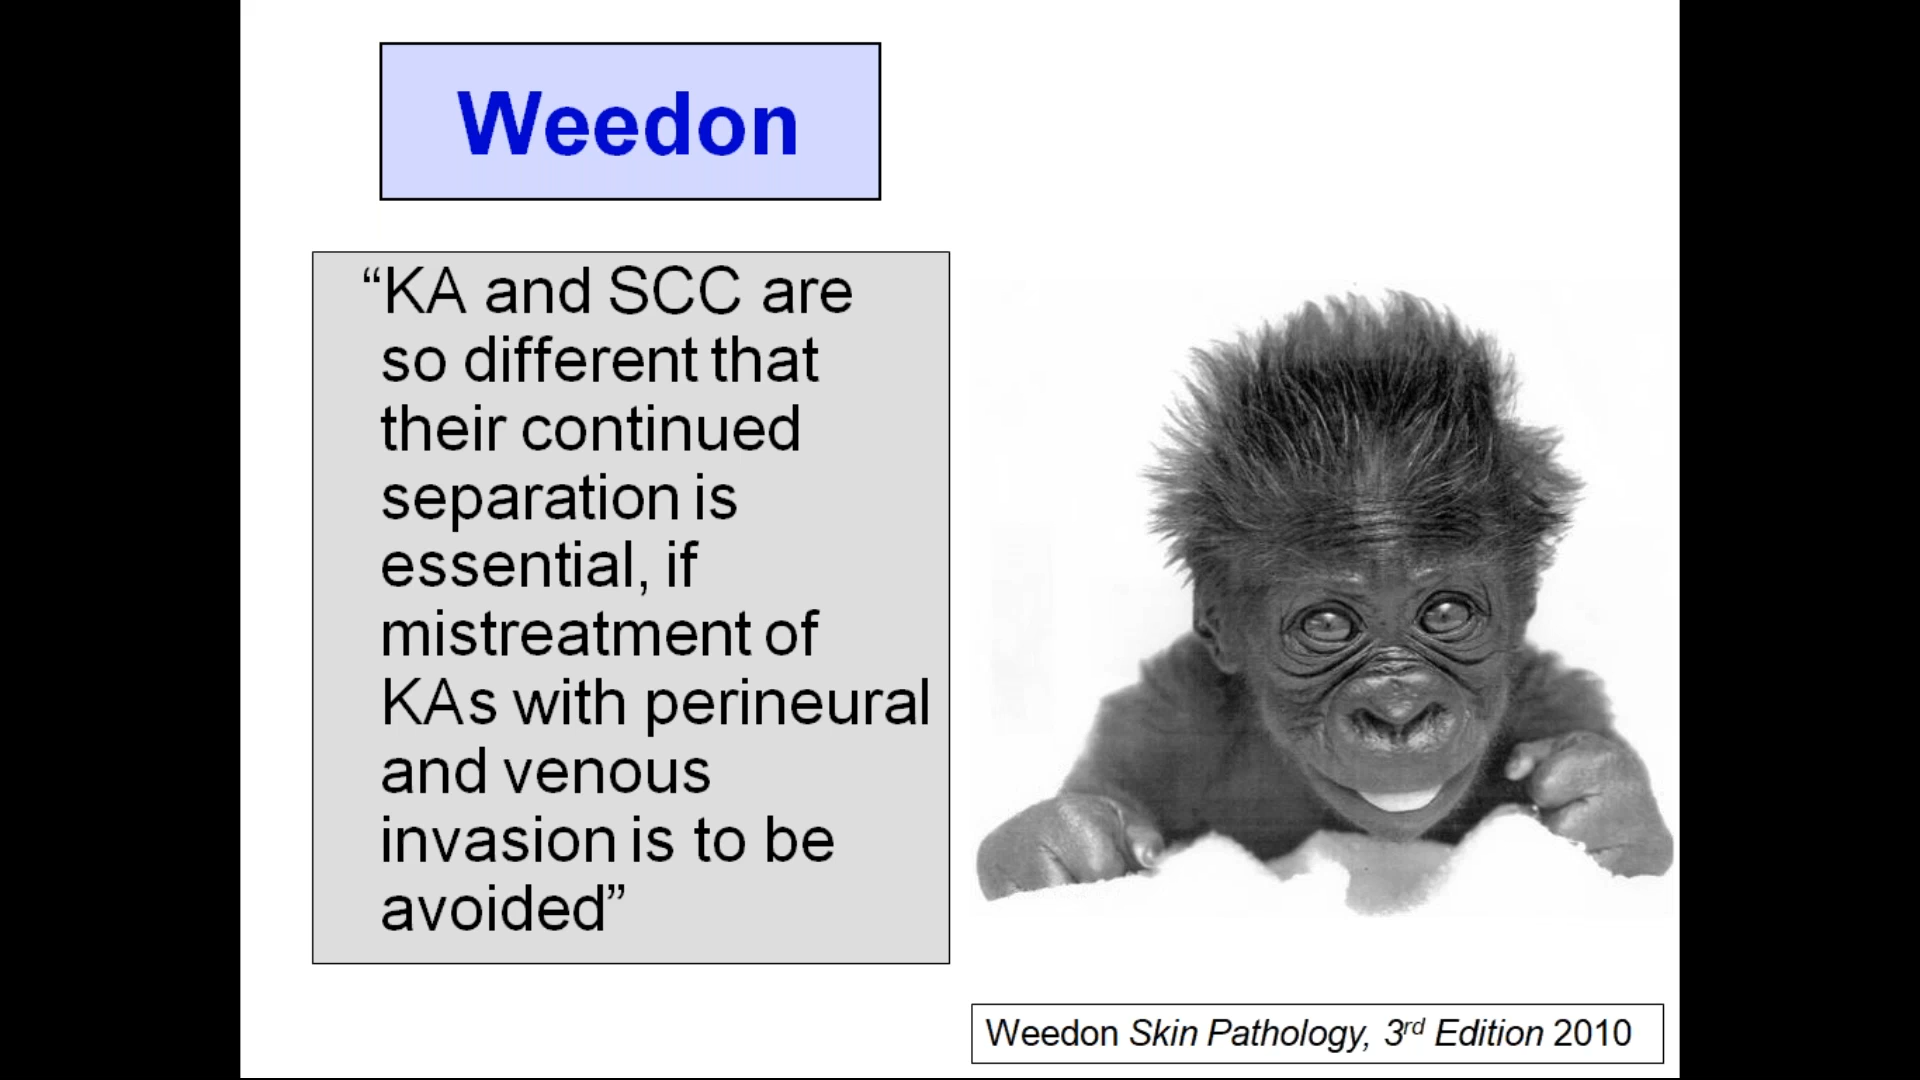 Weedon
“KA and SCC are
so different that
their continued
separation is
essential, if
mistreatment of
KAs with perineural
and venous
invasion is to be
avoided”
Weedon Skin Pathology, 3rd Edition 2010